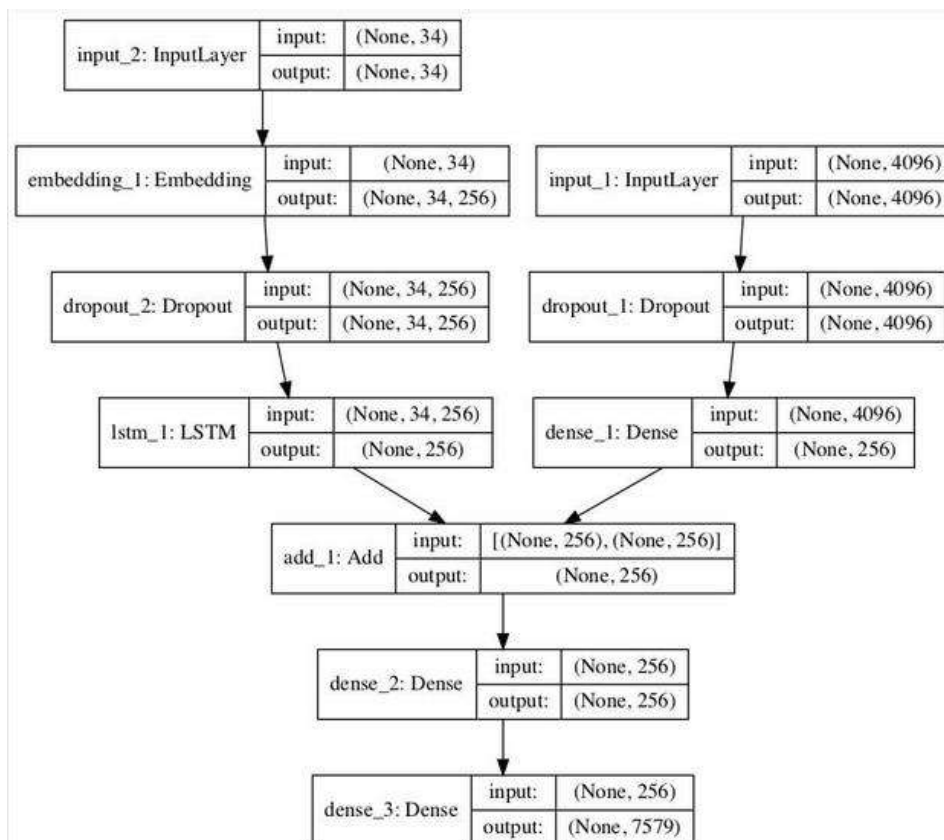 input_2: InputLayer
input: (None, 34)
output: (None, 34)
embedding_1: Embedding
input: (None, 34)
output: (None, 34, 256)
input_1: InputLayer
input: (None, 4096)
output: (None, 4096)
dropout_2: Dropout
input: (None, 34, 256)
output: (None, 34, 256)
dropout_1: Dropout
input: (None, 4096)
output: (None, 4096)
lstm_1: LSTM
input: (None, 34, 256)
output: (None, 256)
dense_1: Dense
input: (None, 4096)
output: (None, 256)
add_1: Add
input: [(None, 256), (None, 256)]
output: (None, 256)
dense_2: Dense
input: (None, 256)
output: (None, 256)
dense_3: Dense
input: (None, 256)
output: (None, 7579)